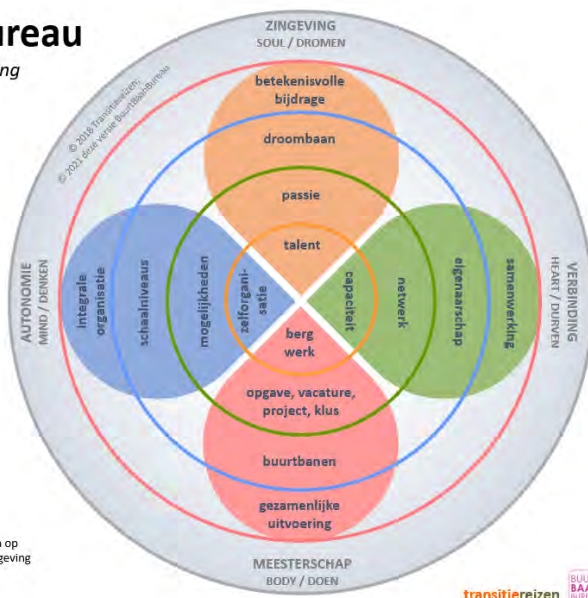 ureau
ng
ZINGEVING
SOUL / DROMEN
© 2018 Transitiereizen;
© 2021 deze versie BuurtBaanBureau
betekenisvolle
bijdrage
droombaan
passie
talent
AUTONOMIE
MIND / DENKEN
integrale
organisatie
schaalniveaus
mogelijkheden
zelforgani-
satie
capaciteit
netwerk
eigenaarschap
samenwerking
VERBINDING
HEART / DURVEN
berg
werk
opgave, vacature,
project, klus
buurtbanen
gezamenlijke
uitvoering
MEESTERSCHAP
BODY / DOEN
op
geving
transitiereizen
BUU
BAA